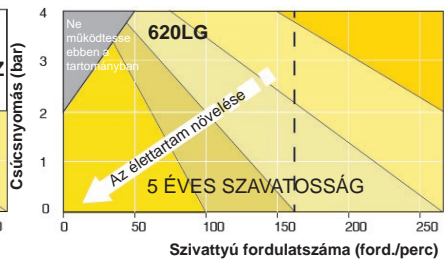 4
3
2
1
0
Csúcsnyomás (bar)
Ne
működtesse
ebben a
tartományban
620LG
Az élettartam növelése
5 ÉVES SZAVATOSSÁG
0 50 100 150 200 250
Szivattyú fordulatszáma (ford./perc)